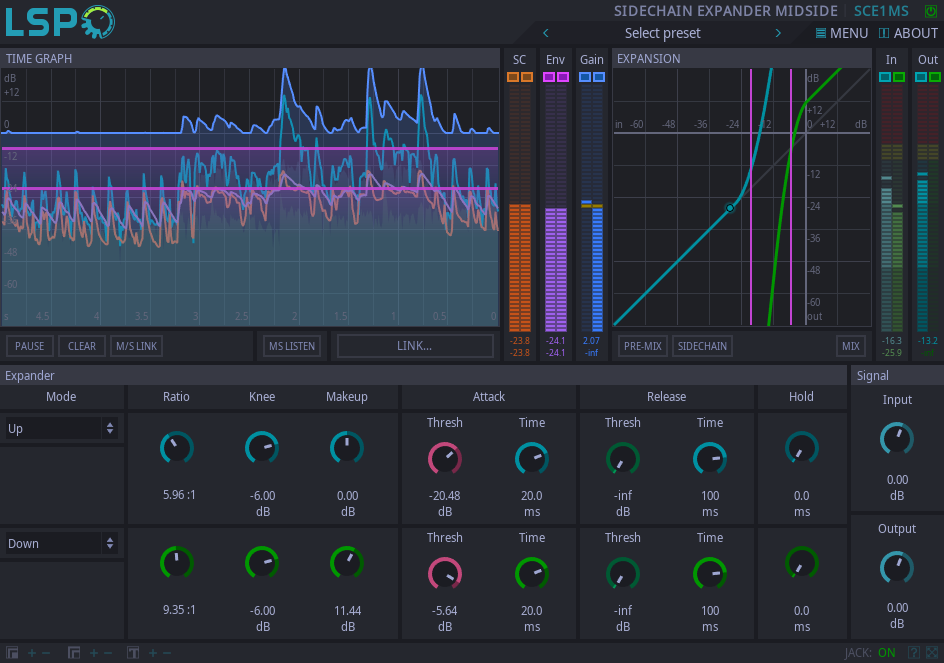 LSP
SIDECHAIN EXPANDER MIDSIDE SCE1MS
Select preset
MENU ABOUT
TIME GRAPH
SC Env Gain
EXPANSION
In Out
dB
+12
0
-12
-48
-60
s 4.5 4 3.5 3 2.5 2 1.5 1 0.5 0
dB
+12
in -60 -48 -36 -24 -12 0 +12 dB
-12
-24
-36
-48
-60
out
-23.8 -24.1 2.07
-23.8 -24.1 -inf
-16.3 -13.2
-25.9 -inf
PAUSE CLEAR M/S LINK MS LISTEN LINK...
PRE-MIX SIDECHAIN MIX
Expander Signal
Mode Ratio Knee Makeup Attack Release Hold
Input
Thresh Time Thresh Time
Up
5.96 :1 -6.00 0.00 -20.48 20.0 -inf 100 0.0
dB dB dB ms dB ms ms
0.00
dB
Output
Thresh Time Thresh Time
Down
9.35 :1 -6.00 11.44 -5.64 20.0 -inf 100 0.0
dB dB dB ms dB ms ms
0.00
dB
JACK: ON